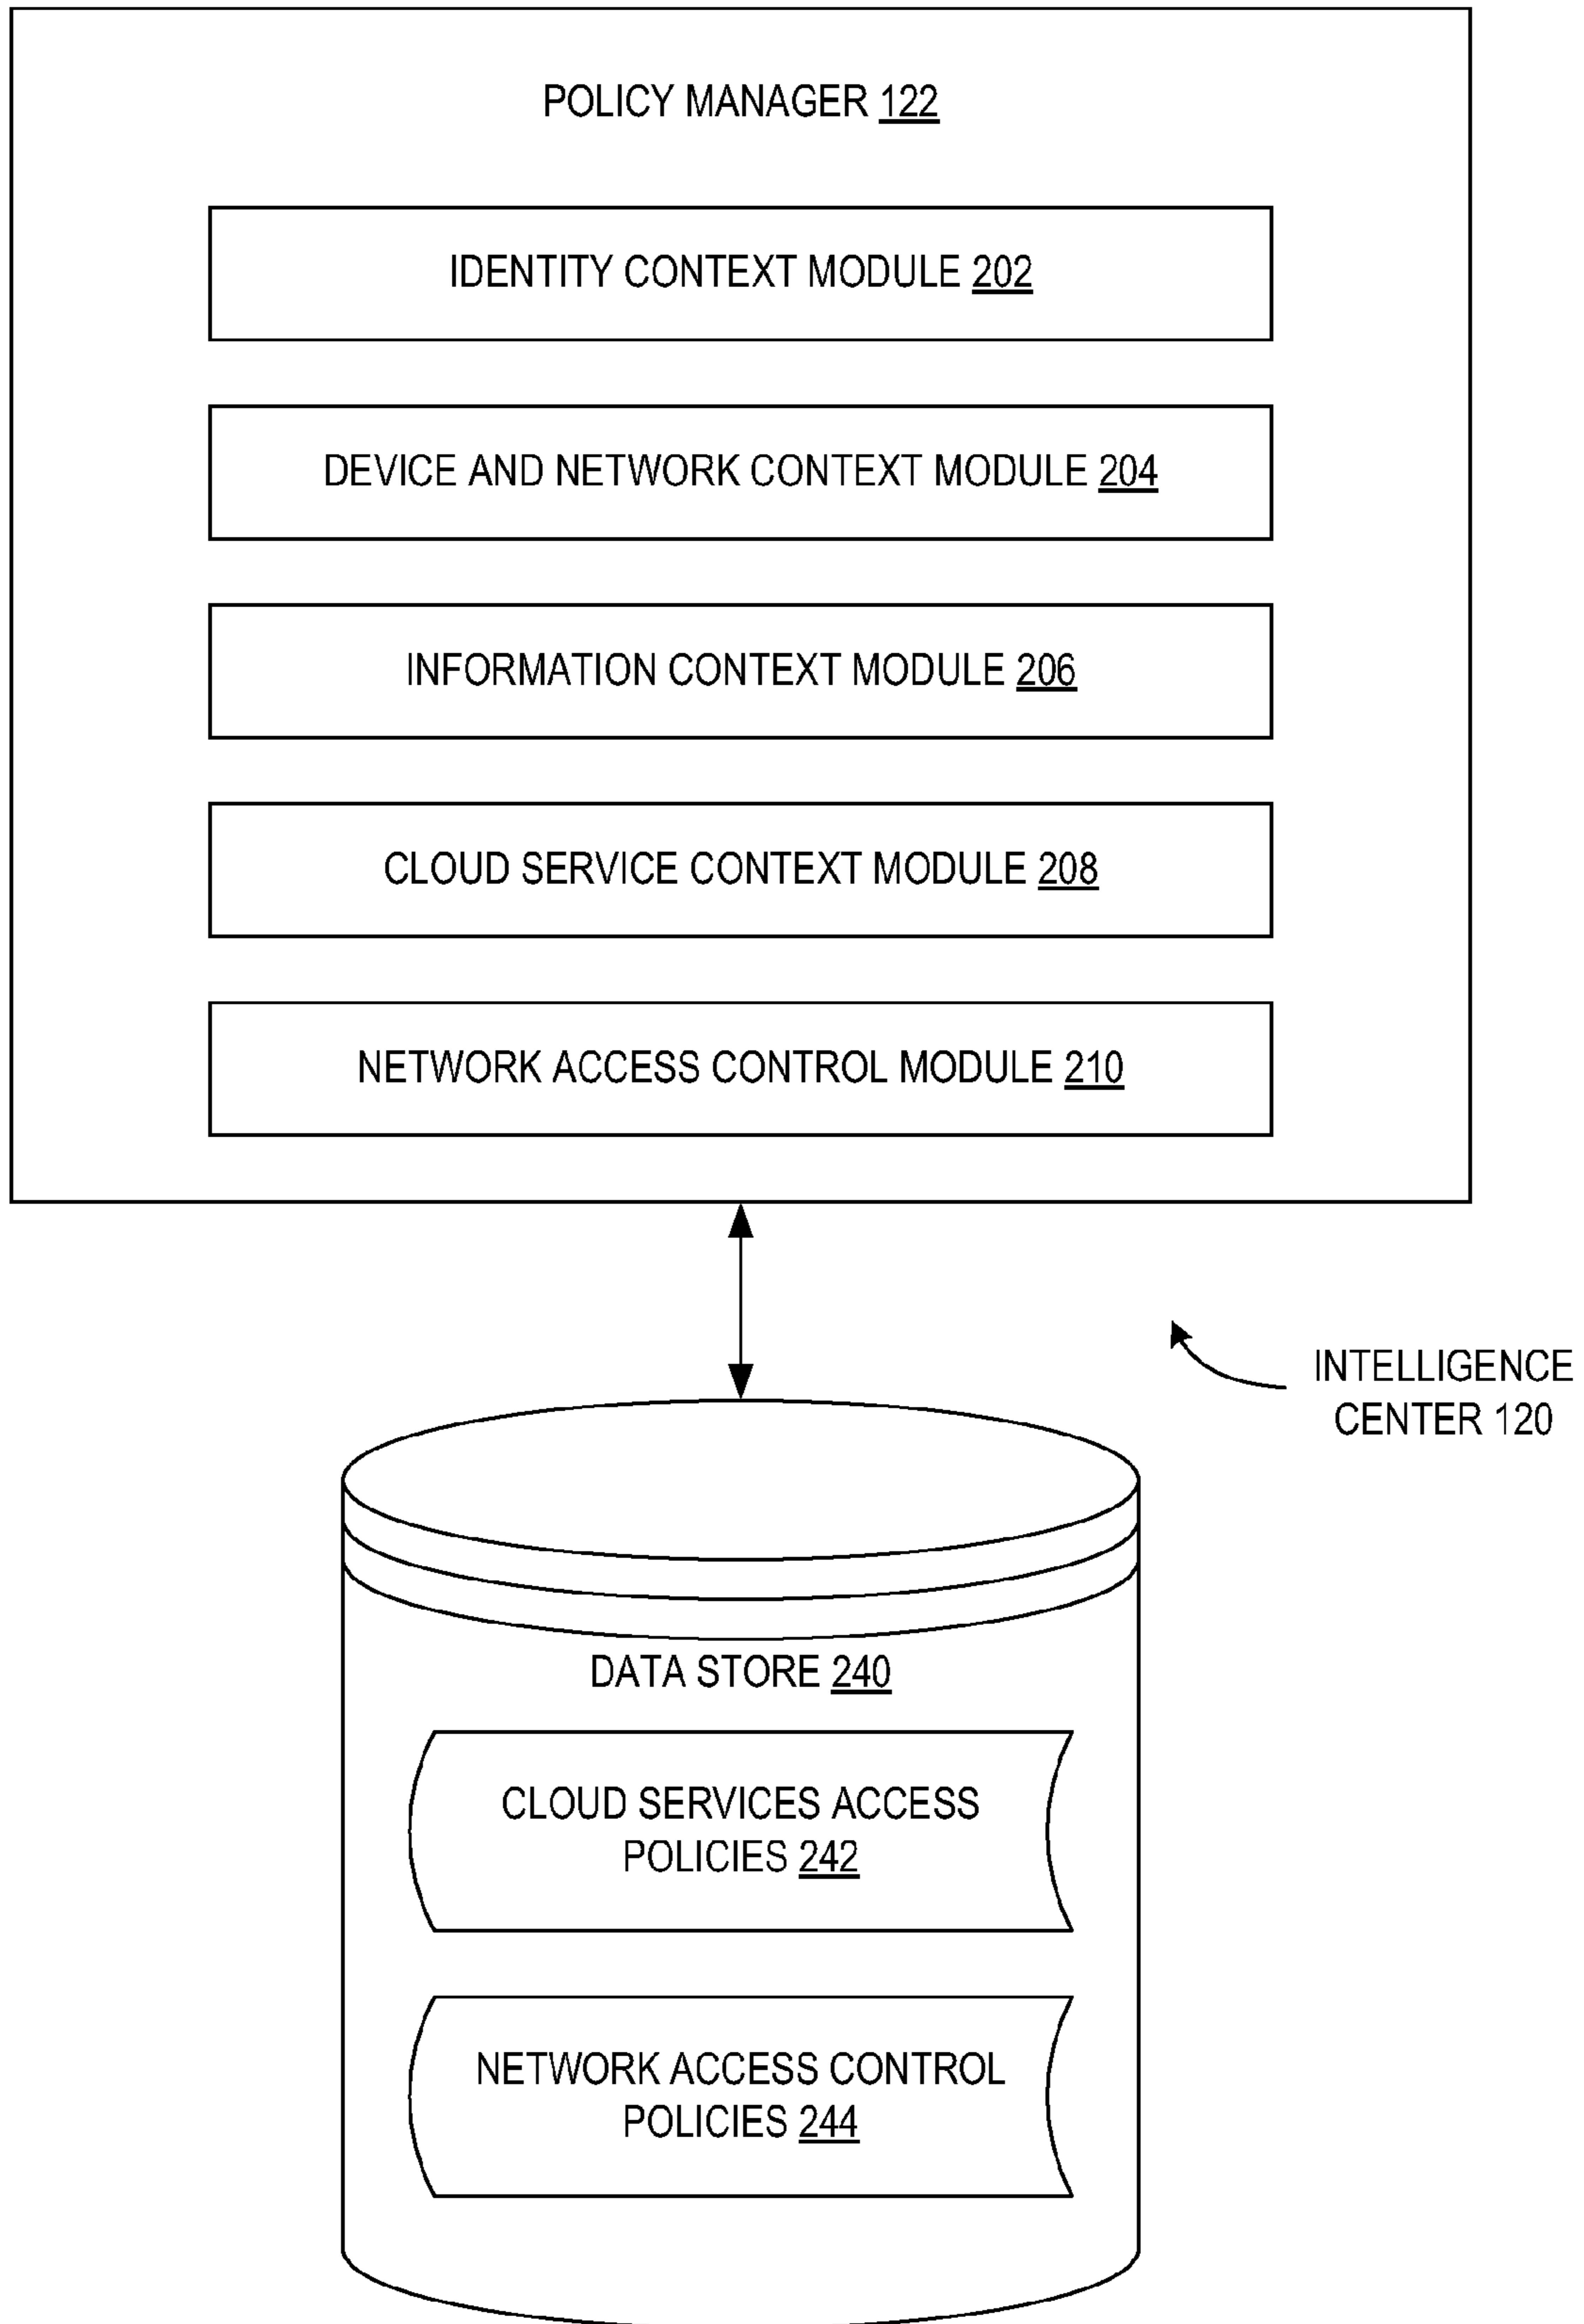 POLICY MANAGER 122
IDENTITY CONTEXT MODULE 202
DEVICE AND NETWORK CONTEXT MODULE 204
INFORMATION CONTEXT MODULE 206
CLOUD SERVICE CONTEXT MODULE 208
NETWORK ACCESS CONTROL MODULE 210
INTELLIGENCE
CENTER 120
DATA STORE 240
CLOUD SERVICES ACCESS
POLICIES 242
NETWORK ACCESS CONTROL
POLICIES 244